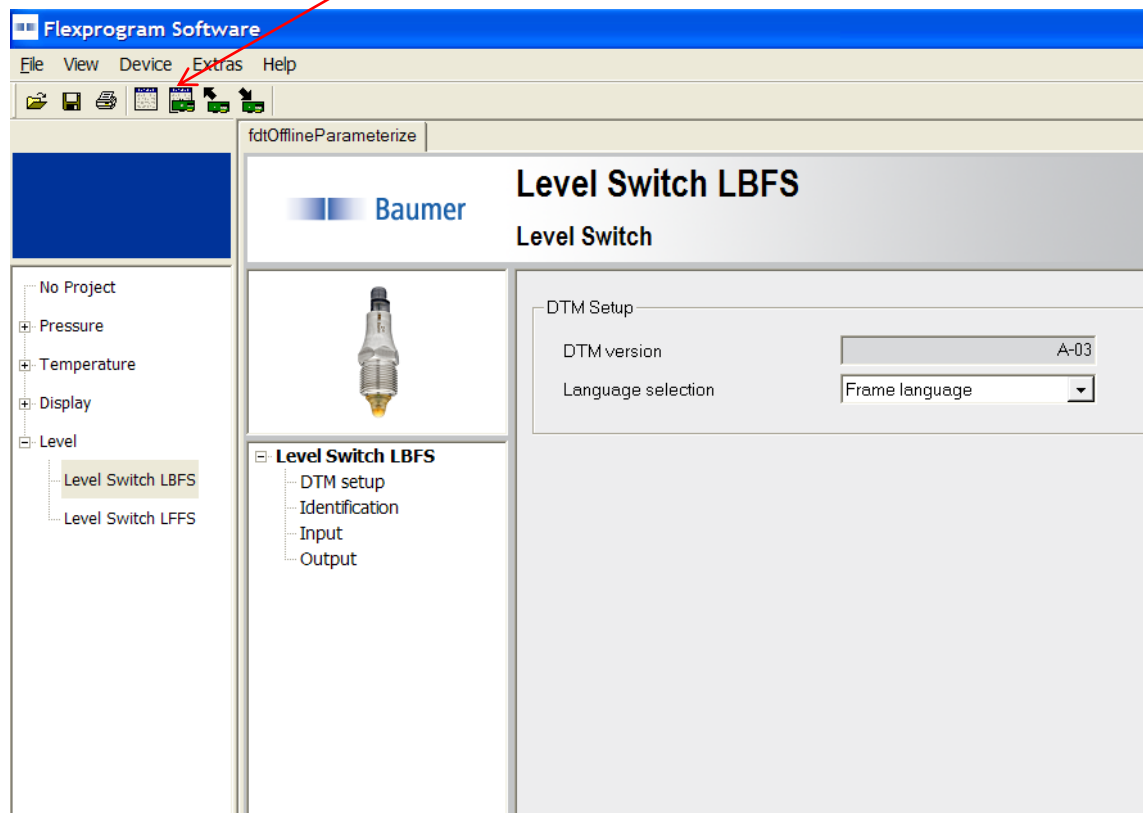 Flexprogram Software
File View Device Extras Help
fdtOfflineParameterize
Baumer
Level Switch LBFS
Level Switch
No Project
Pressure
Temperature
Display
Level
Level Switch LBFS
Level Switch LFFS
Level Switch LBFS
DTM setup
Identification
Input
Output
DTM Setup
DTM version A-03
Language selection Frame language